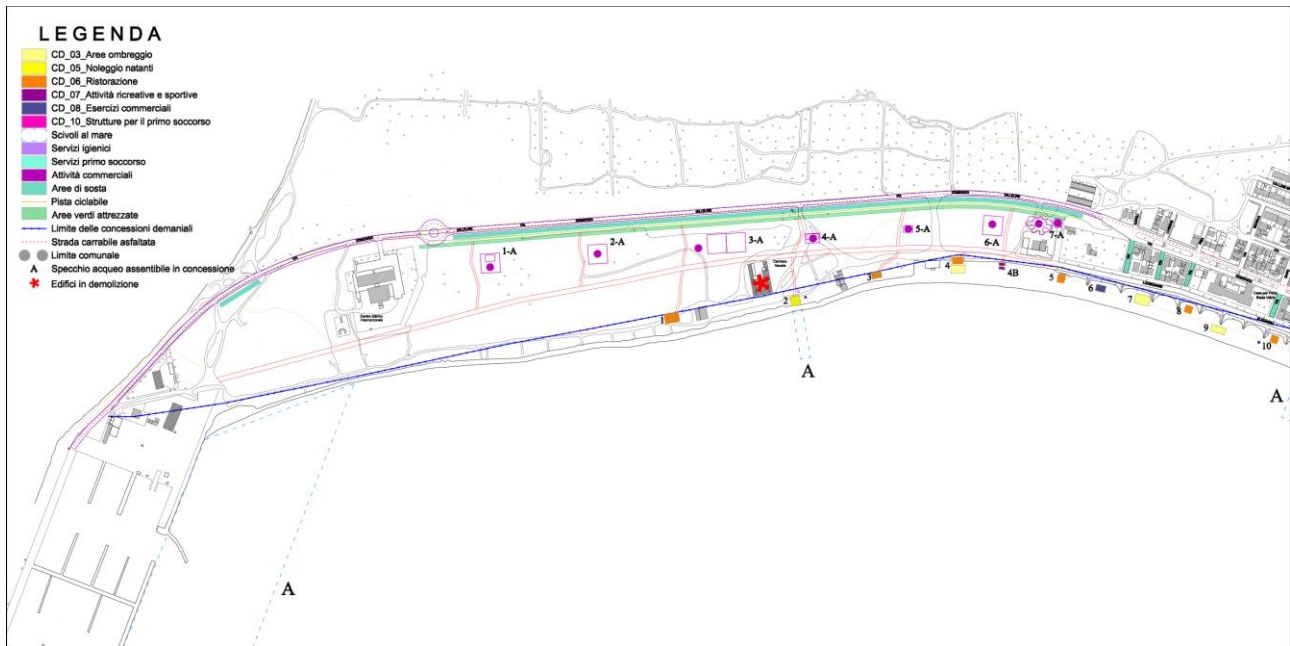 LEGENDA
CD_03_Aree ombreggio
CD_05_Noleggio natanti
CD_06_Ristorazione
CD_07_Attività ricreative e sportive
CD_08_Esercizi commerciali
CD_10_Strutture per il primo soccorso
Scivoli al mare
Servizi igienici
Servizi primo soccorso
Attività commerciali
Aree di sosta
Pista ciclabile
Aree verdi attrezzate
Limite delle concessioni demaniali
Strada carrabile asfaltata
Limite comunale
A Specchio acqueo assentibile in concessione
Edifici in demolizione
1-A
2-A
3-A
4-A
5-A
6-A
7-A
2
3
4
4B
5
6
7
8
9
10
A
A
A